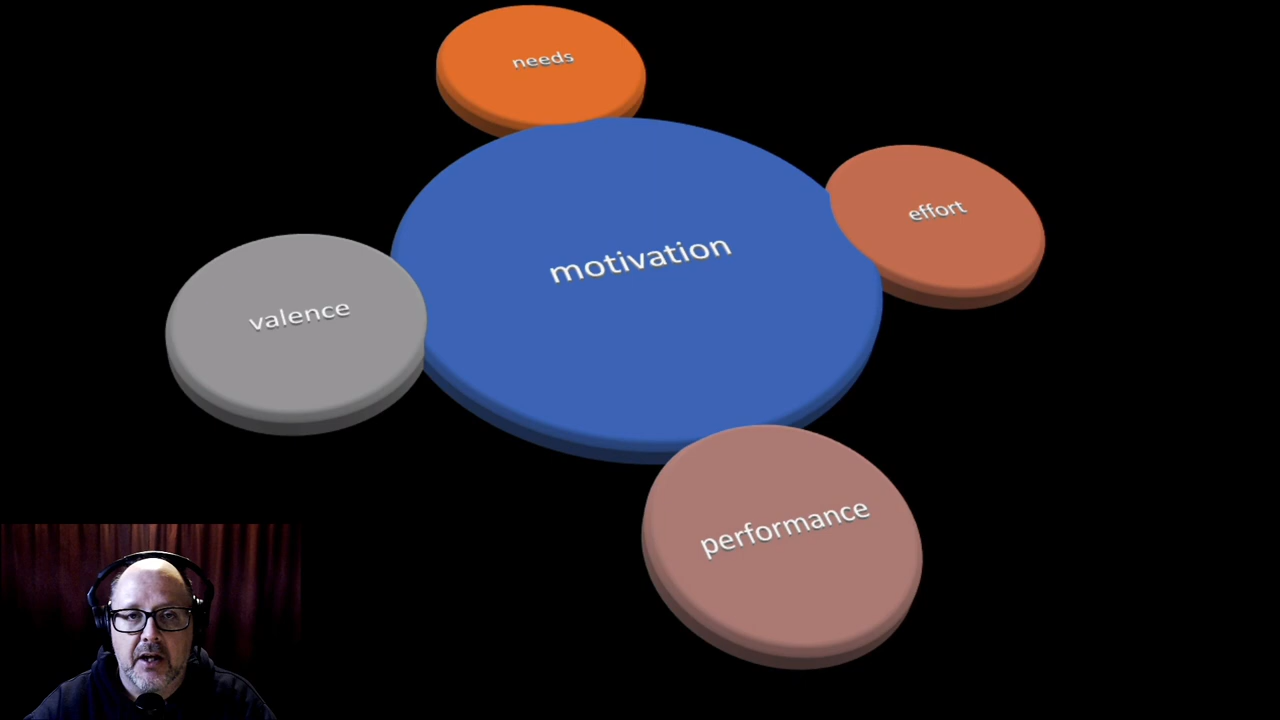 needs
effort
motivation
valence
performance